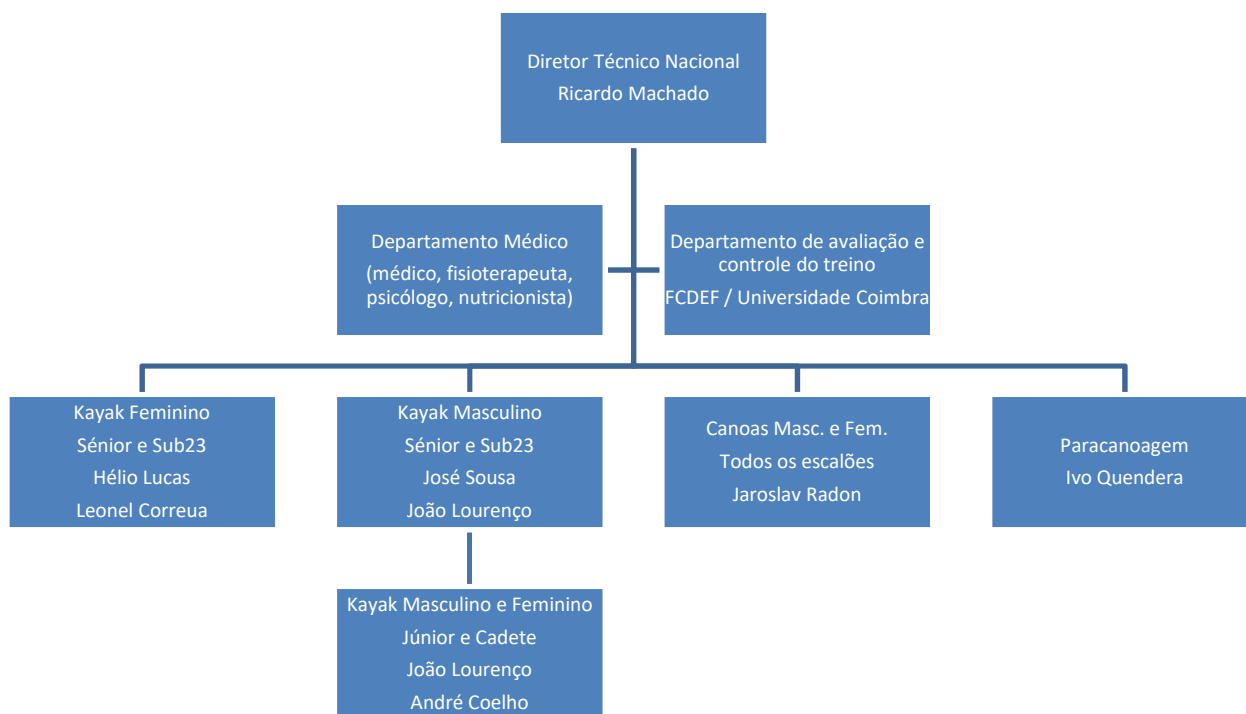 Diretor Técnico Nacional
Ricardo Machado
Departamento Médico
(médico, fisioterapeuta,
psicólogo, nutricionista)
Departamento de avaliação e
controle do treino
FCDEF / Universidade Coimbra
Kayak Feminino
Sénior e Sub23
Hélio Lucas
Leonel Correua
Kayak Masculino
Sénior e Sub23
José Sousa
João Lourenço
Canoas Masc. e Fem.
Todos os escalões
Jaroslav Radon
Paracanoagem
Ivo Quendera
Kayak Masculino e Feminino
Júnior e Cadete
João Lourenço
André Coelho